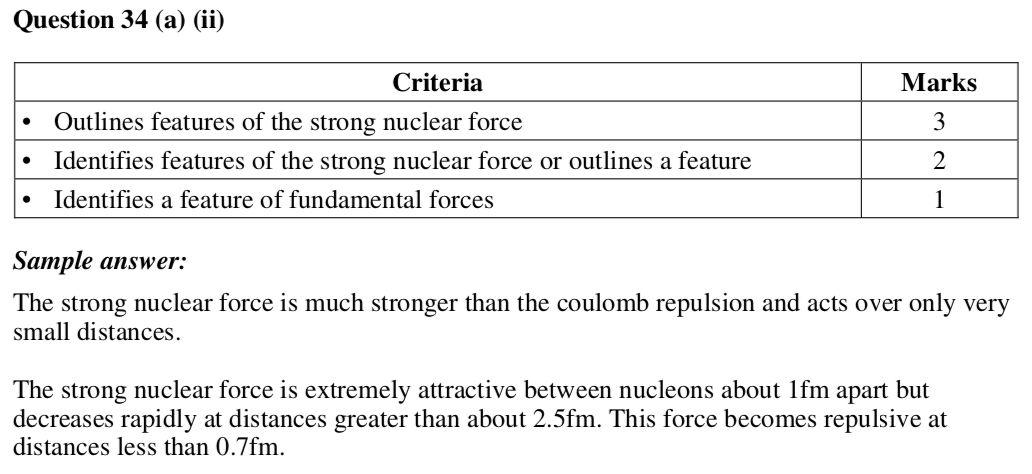 Question 34 (a) (ii)
Criteria Marks
• Outlines features of the strong nuclear force 3
• Identifies features of the strong nuclear force or outlines a feature 2
• Identifies a feature of fundamental forces 1
Sample answer:
The strong nuclear force is much stronger than the coulomb repulsion and acts over only very
small distances.
The strong nuclear force is extremely attractive between nucleons about 1fm apart but
decreases rapidly at distances greater than about 2.5fm. This force becomes repulsive at
distances less than 0.7fm.